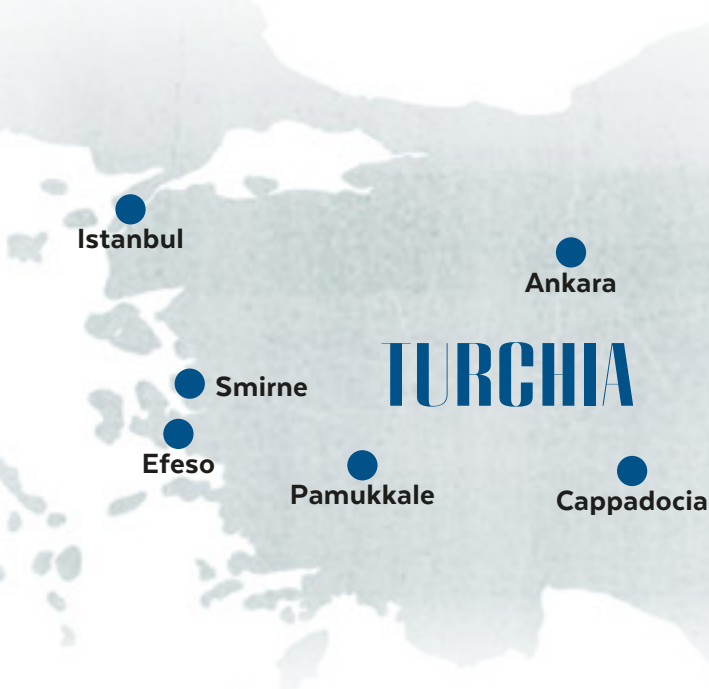 Istanbul
Ankara
TURCHIA
Smirne
Efeso
Pamukkale
Cappadocia